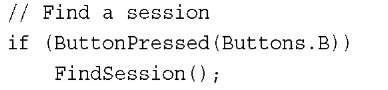 // Find a session
if (ButtonPressed(Buttons.B))
    FindSession();